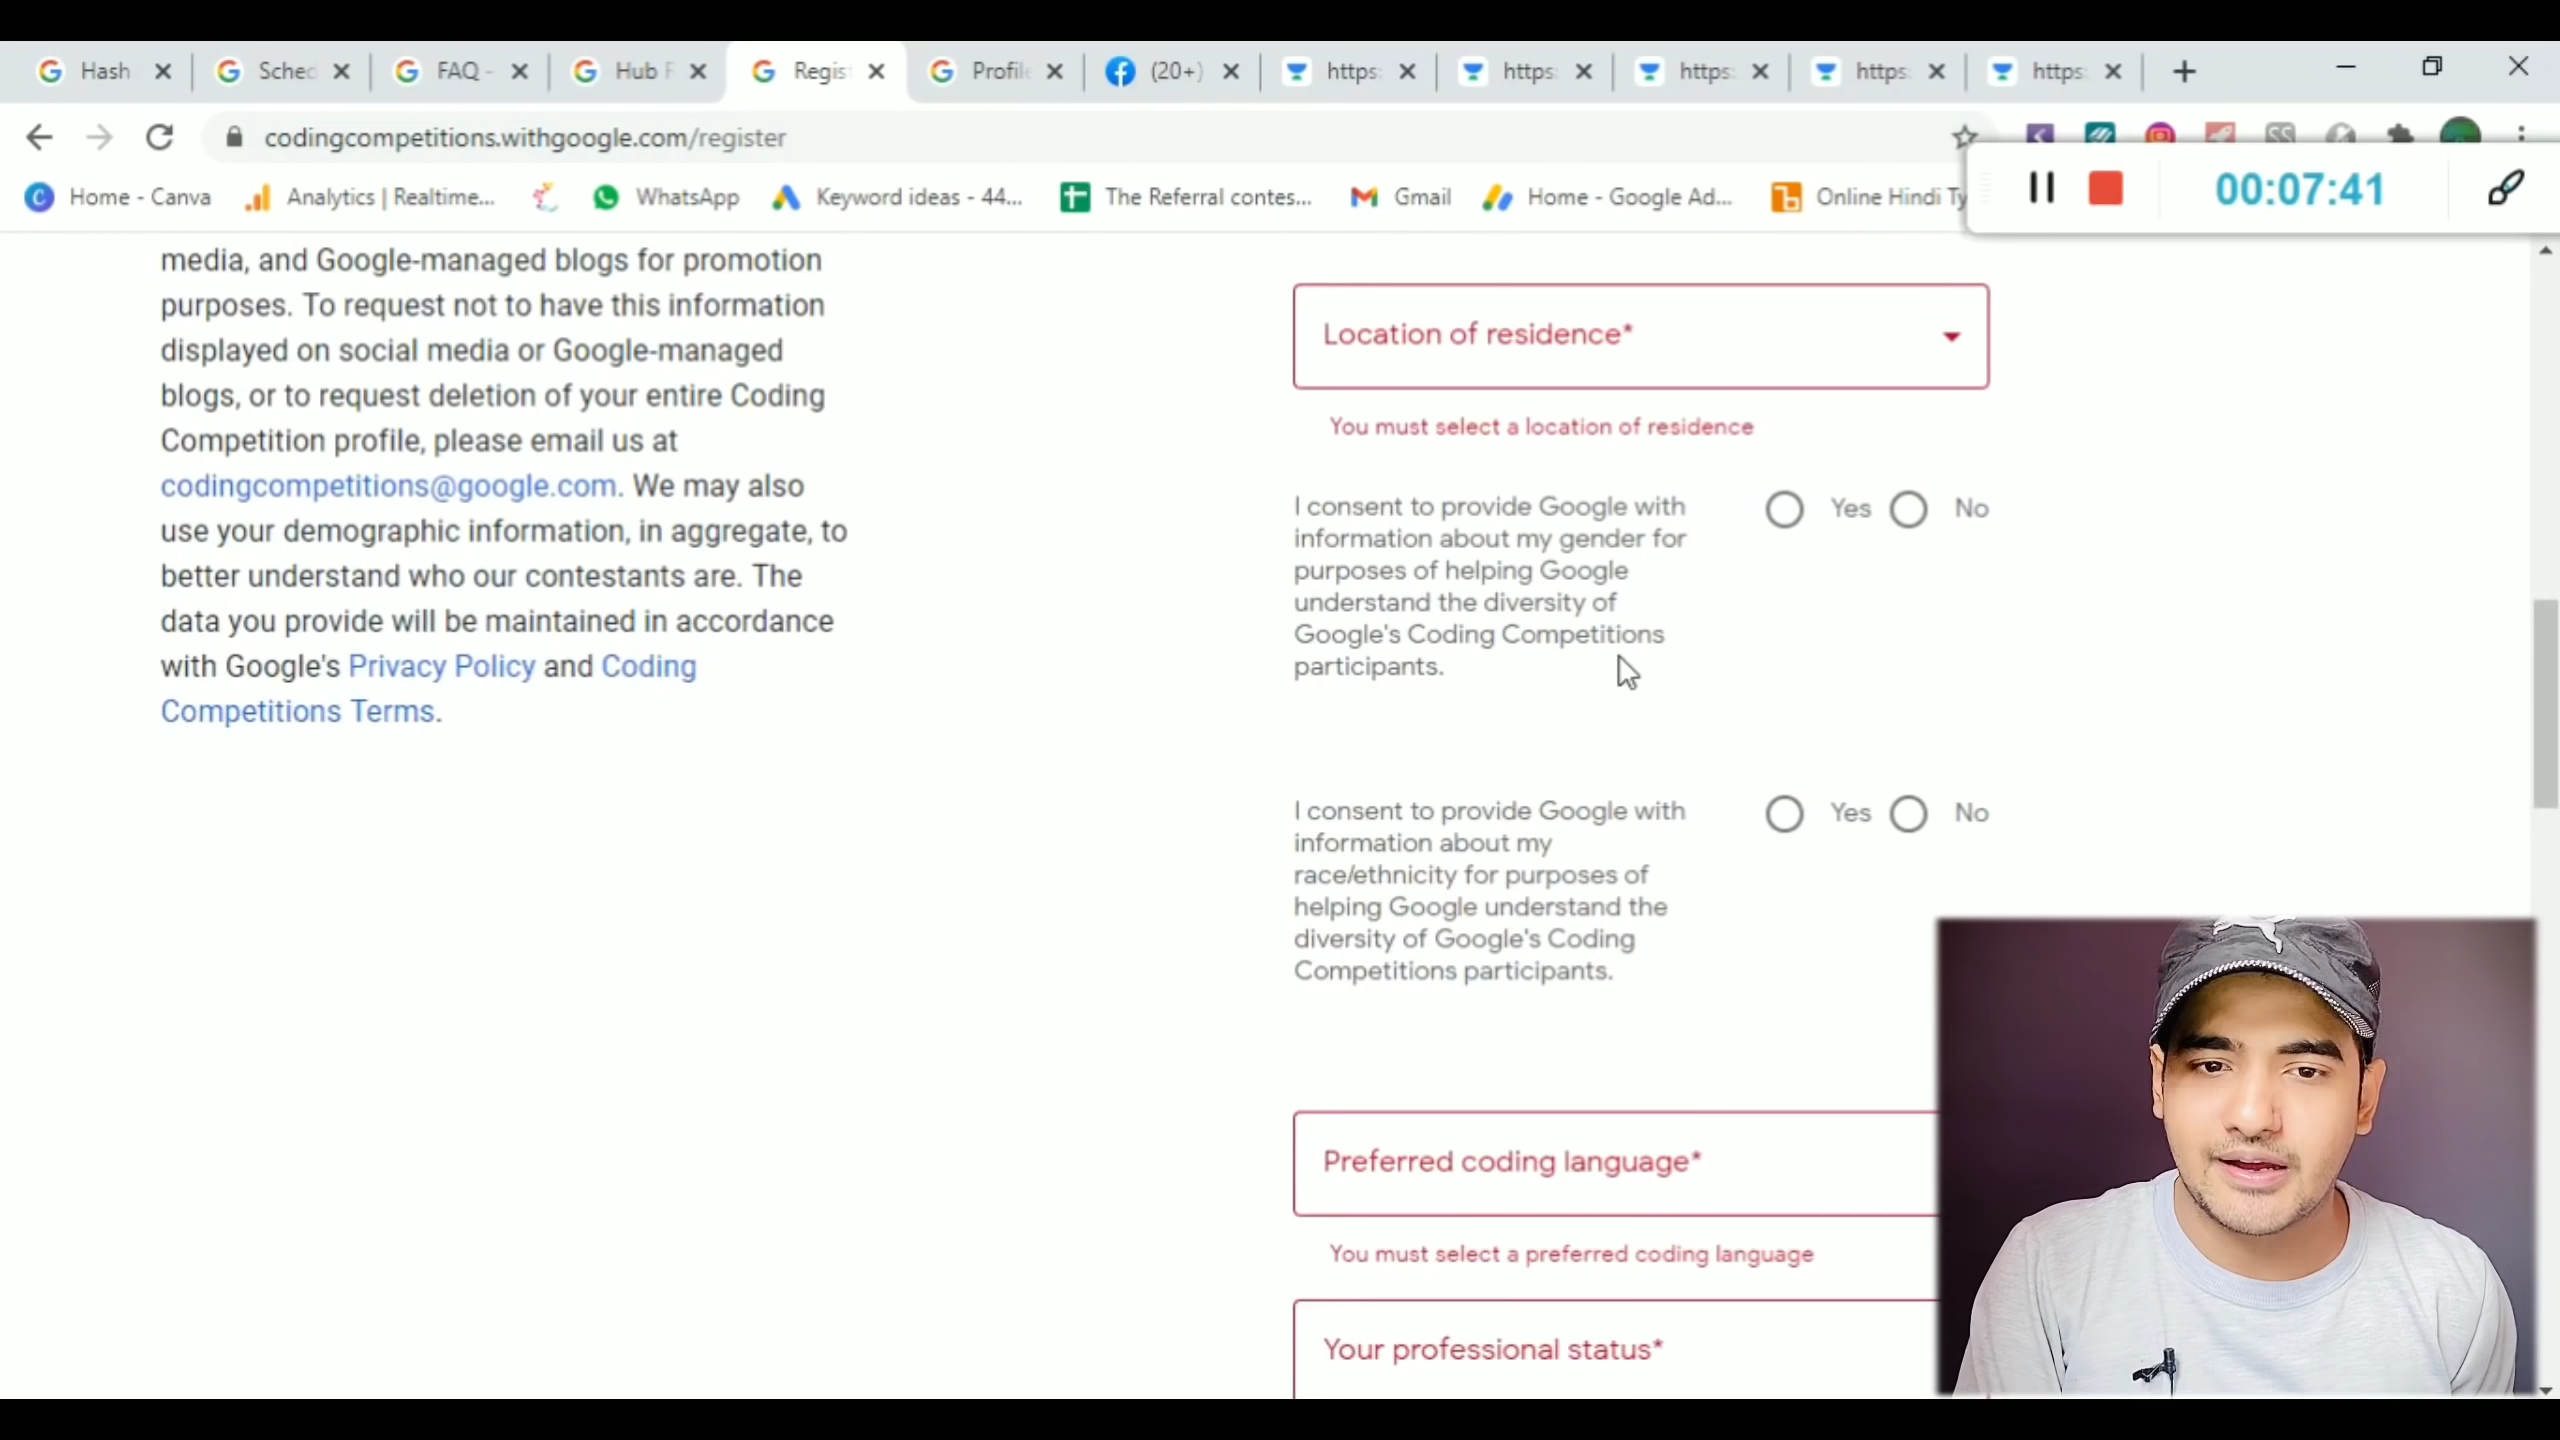 Hash
Sched
FAQ -
Hub F
Regis
Profile
(20+)
https:
https:
https:
https:
https:
codingcompetitions.withgoogle.com/register
Home - Canva
Analytics | Realtime...
WhatsApp
Keyword ideas - 44...
The Referral contes...
Gmail
Home - Google Ad...
Online Hindi Ty
00:07:41
media, and Google-managed blogs for promotion
purposes. To request not to have this information
displayed on social media or Google-managed
blogs, or to request deletion of your entire Coding
Competition profile, please email us at
codingcompetitions@google.com. We may also
use your demographic information, in aggregate, to
better understand who our contestants are. The
data you provide will be maintained in accordance
with Google's Privacy Policy and Coding
Competitions Terms.
Location of residence*
You must select a location of residence
I consent to provide Google with
information about my gender for
purposes of helping Google
understand the diversity of
Google's Coding Competitions
participants.
Yes No
I consent to provide Google with
information about my
race/ethnicity for purposes of
helping Google understand the
diversity of Google's Coding
Competitions participants.
Yes No
Preferred coding language*
You must select a preferred coding language
Your professional status*